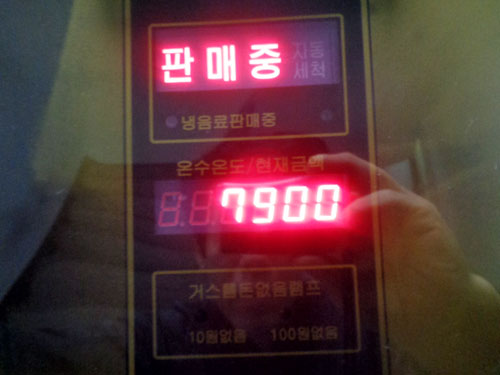 판매중 자동
세척
냉음료판매중
온수온도/현재금액
7900
거스름돈없음램프
10원없음 100원없음